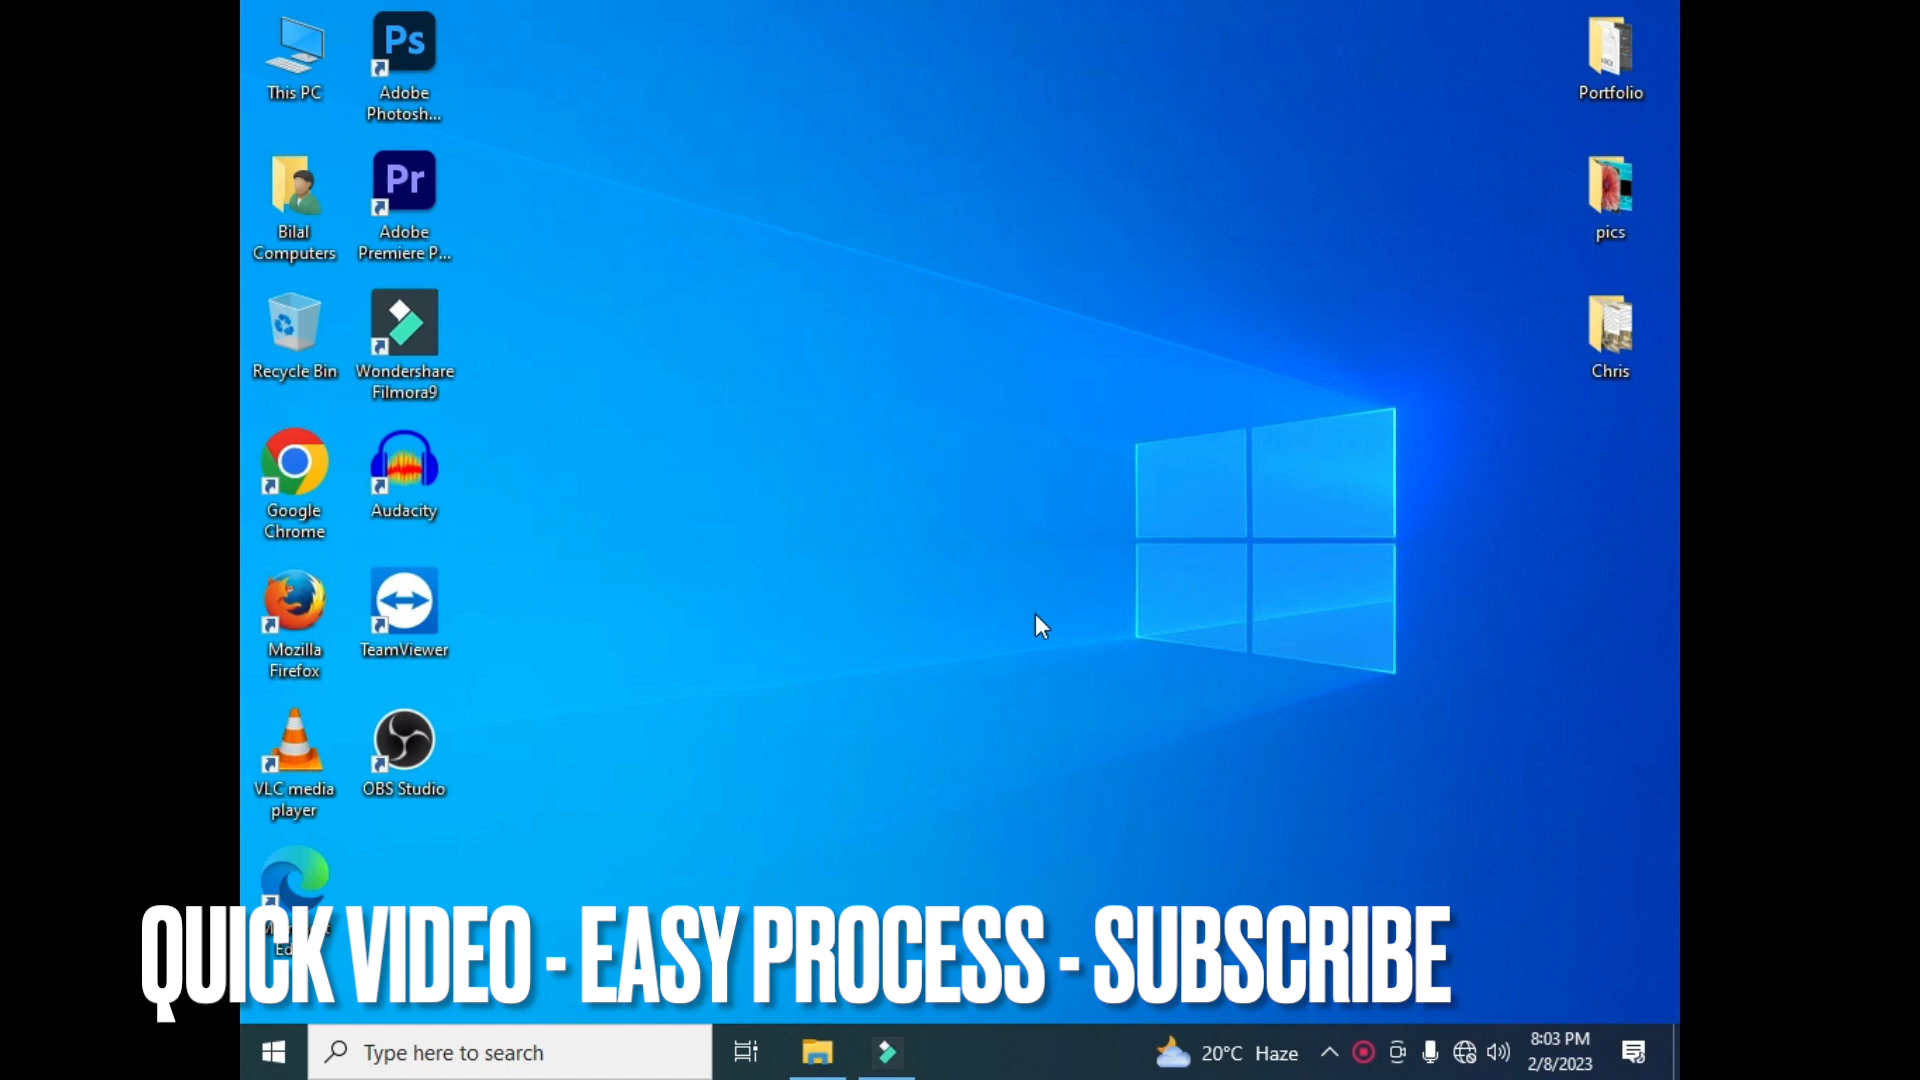 This PC
Ps
Adobe
Photosh...
Portfolio
Bilal
Computers
Pr
Adobe
Premiere P...
pics
Recycle Bin
Wondershare
Filmora9
Chris
Google
Chrome
Audacity
Mozilla
Firefox
TeamViewer
VLC media
player
OBS Studio
QUICK VIDEO - EASY PROCESS - SUBSCRIBE
Type here to search
20°C Haze
8:03 PM
2/8/2023